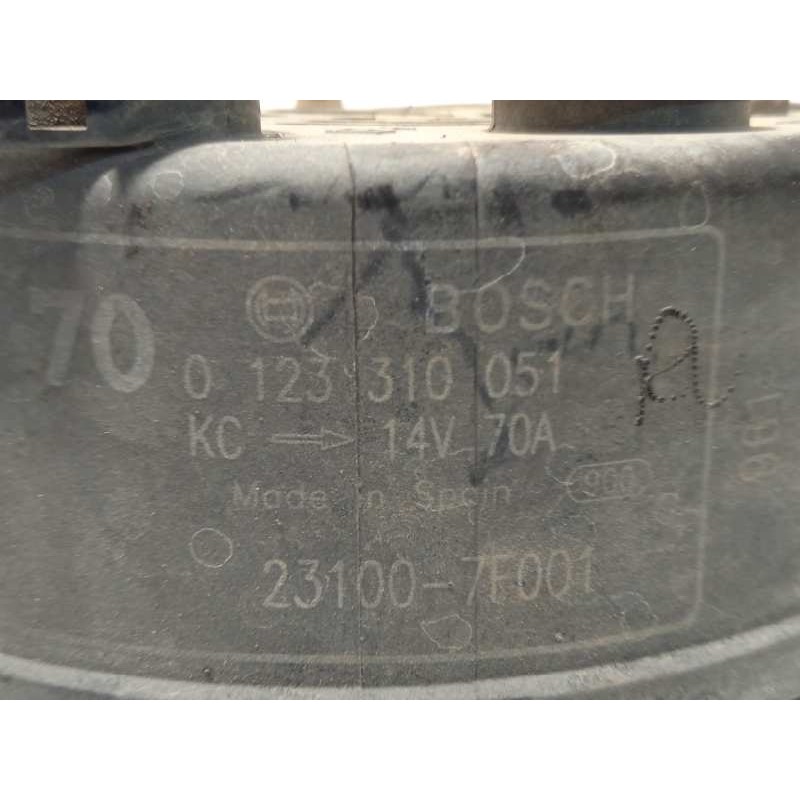 70
BOSCH
0 123 310 051
KC → 14V 70A
Made in Spain
23100-7F001